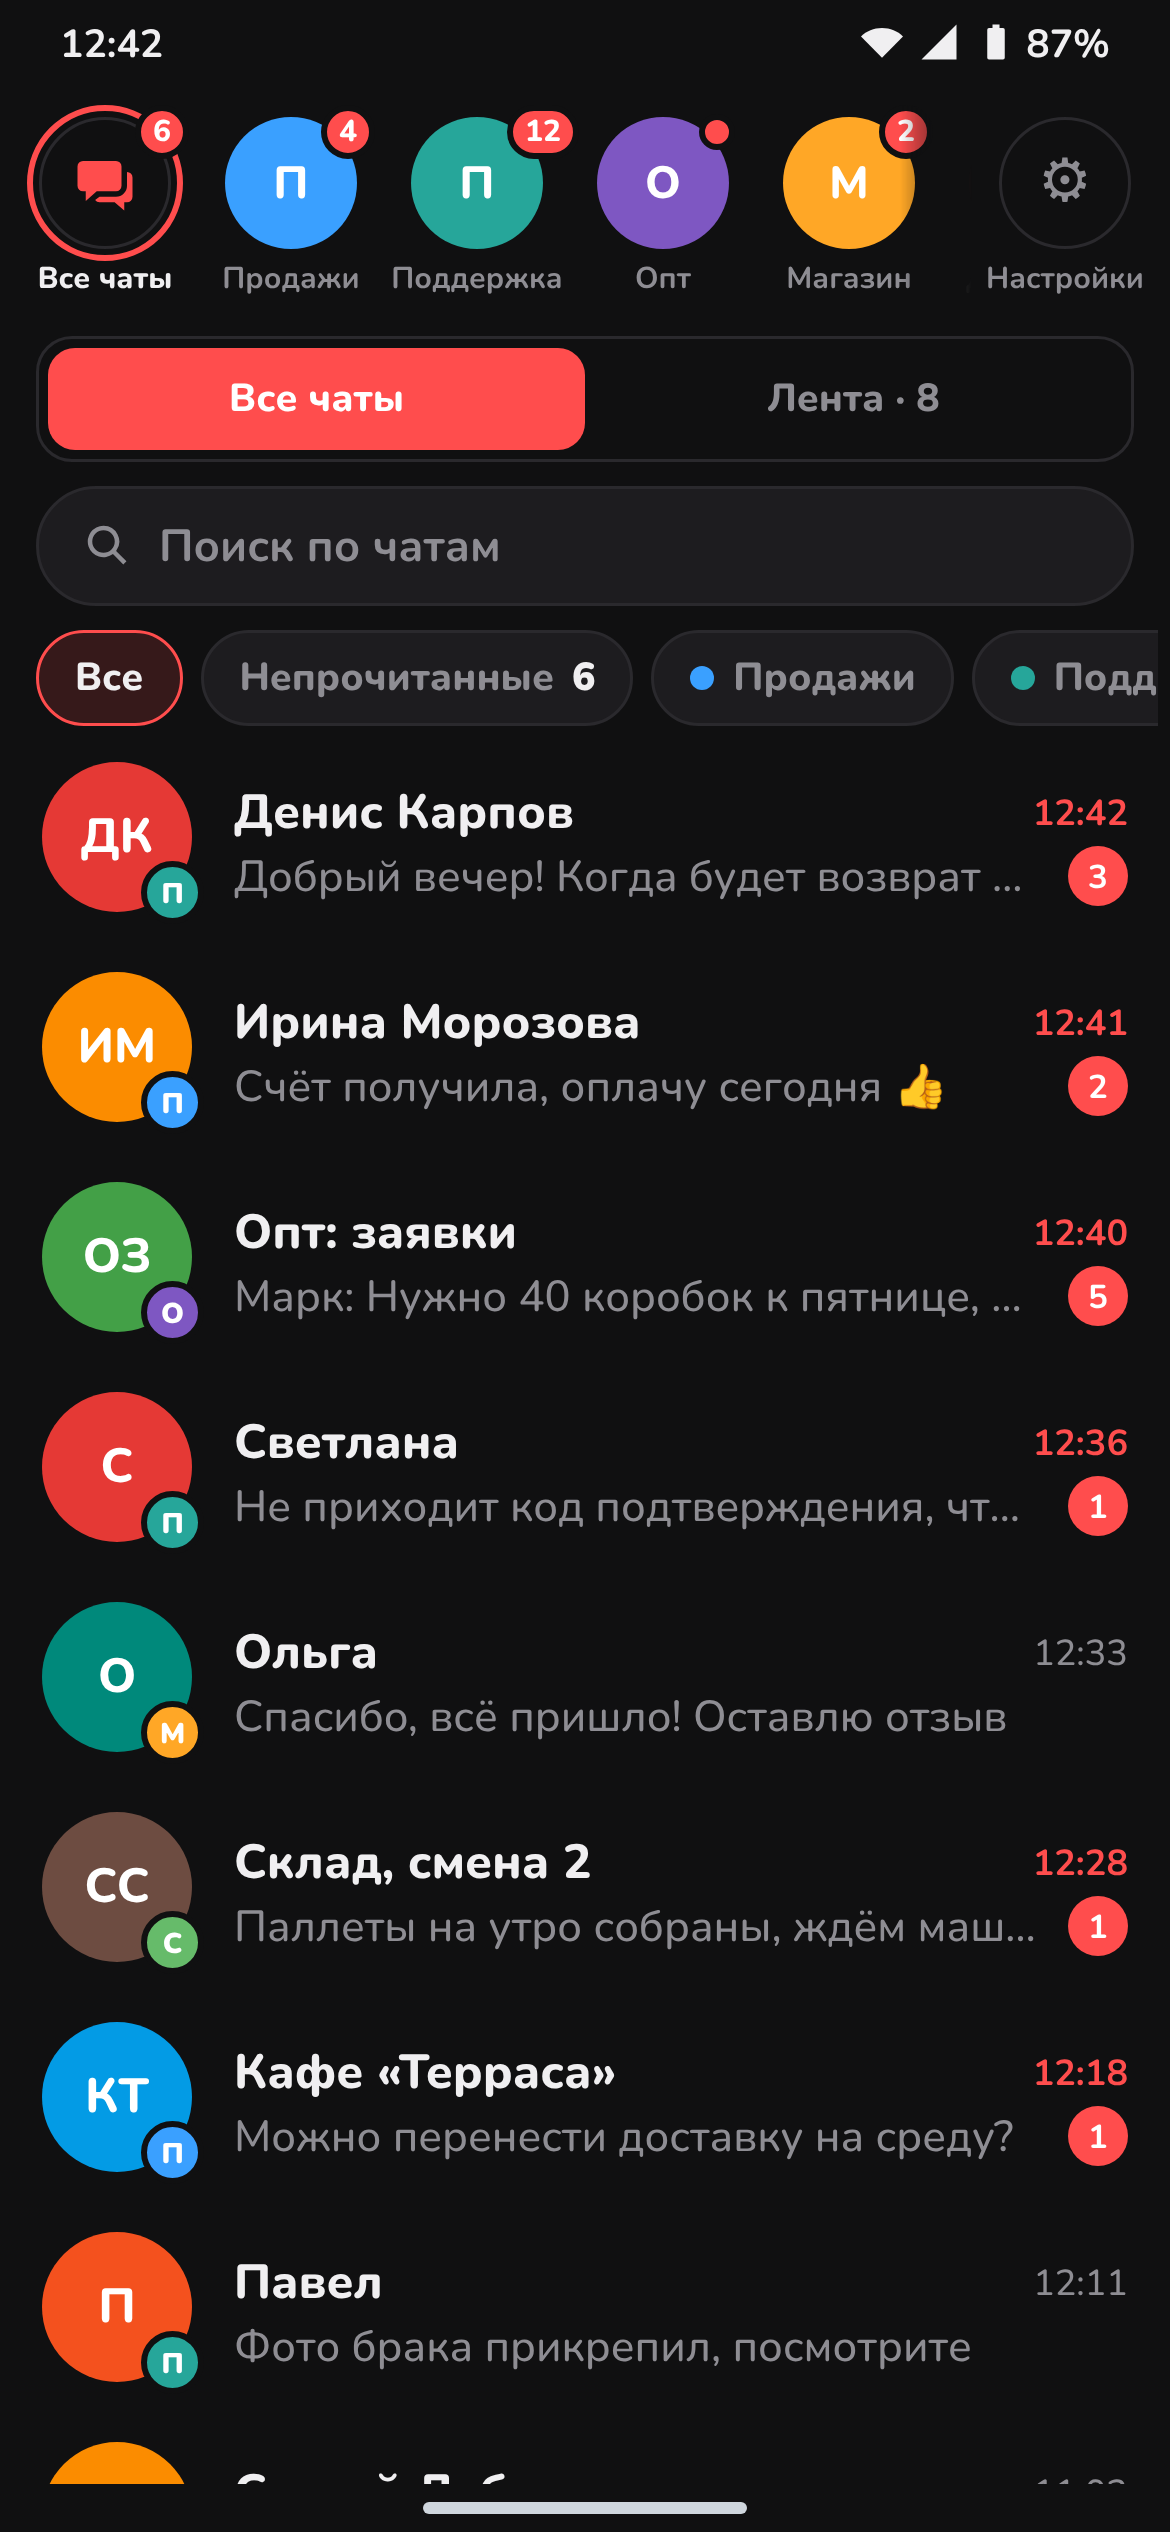 12:42 87%
6 4 12 2
П П О М
Все чаты Продажи Поддержка Опт Магазин Настройки
Все чаты Лента · 8
Поиск по чатам
Все Непрочитанные 6 Продажи Подд
ДК П Денис Карпов 12:42
Добрый вечер! Когда будет возврат ... 3
ИМ П Ирина Морозова 12:41
Счёт получила, оплачу сегодня 👍 2
ОЗ О Опт: заявки 12:40
Марк: Нужно 40 коробок к пятнице, ... 5
С П Светлана 12:36
Не приходит код подтверждения, чт... 1
О М Ольга 12:33
Спасибо, всё пришло! Оставлю отзыв
СС С Склад, смена 2 12:28
Паллеты на утро собраны, ждём маш... 1
КТ П Кафе «Терраса» 12:18
Можно перенести доставку на среду? 1
П П Павел 12:11
Фото брака прикрепил, посмотрите